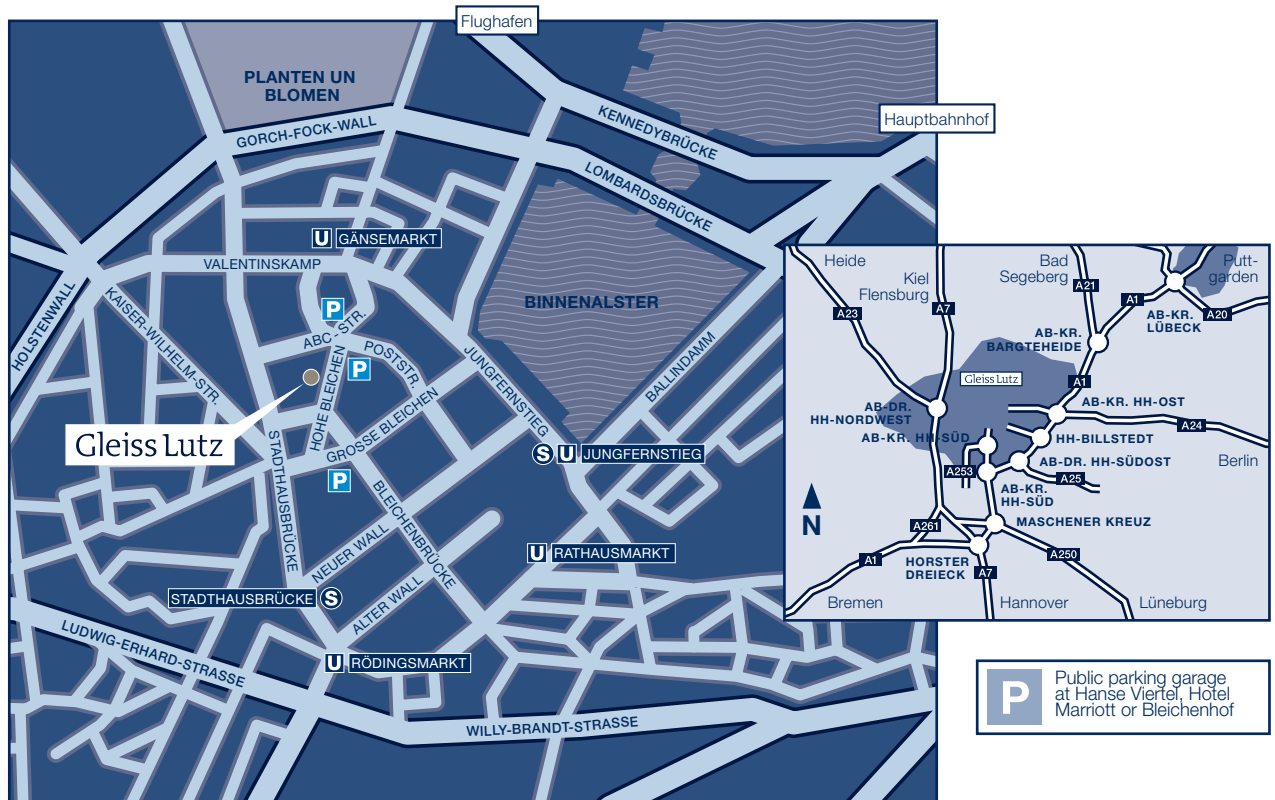 Flughafen
PLANTEN UN
BLOMEN
GORCH-FOCK-WALL
KENNEDYBRÜCKE
Hauptbahnhof
LOMBARDSBRÜCKE
U GÄNSEMARKT
VALENTINSKAMP
BINNENALSTER
HOLSTENWALL
KAISER-WILHELM-STR.
P
ABC-STR.
POSTSTR.
P
JUNGFERNSTIEG
BALLINDAMM
HOHE BLEICHEN
GROSSE BLEICHEN
Gleiss Lutz
STADTHAUSBRÜCKE
S U JUNGFERNSTIEG
P
BLEICHENBRÜCKE
NEUER WALL
U RATHAUSMARKT
STADTHAUSBRÜCKE S
ALTER WALL
LUDWIG-ERHARD-STRASSE
U RÖDINGSMARKT
WILLY-BRANDT-STRASSE
Heide
Kiel
Flensburg
Bad
Segeberg
Putt-
garden
A23
A7
A21
A1
A20
AB-KR.
LÜBECK
AB-KR.
BARGTEHEIDE
Gleiss Lutz
A1
AB-DR.
HH-NORDWEST
AB-KR. HH-OST
A24
AB-KR. HH-SÜD
HH-BILLSTEDT
Berlin
A253
AB-DR. HH-SÜDOST
A25
AB-KR.
HH-SÜD
N
A261
MASCHENER KREUZ
A1
HORSTER
DREIECK
A7
A250
Bremen
Hannover
Lüneburg
P
Public parking garage
at Hanse Viertel, Hotel
Marriott or Bleichenhof